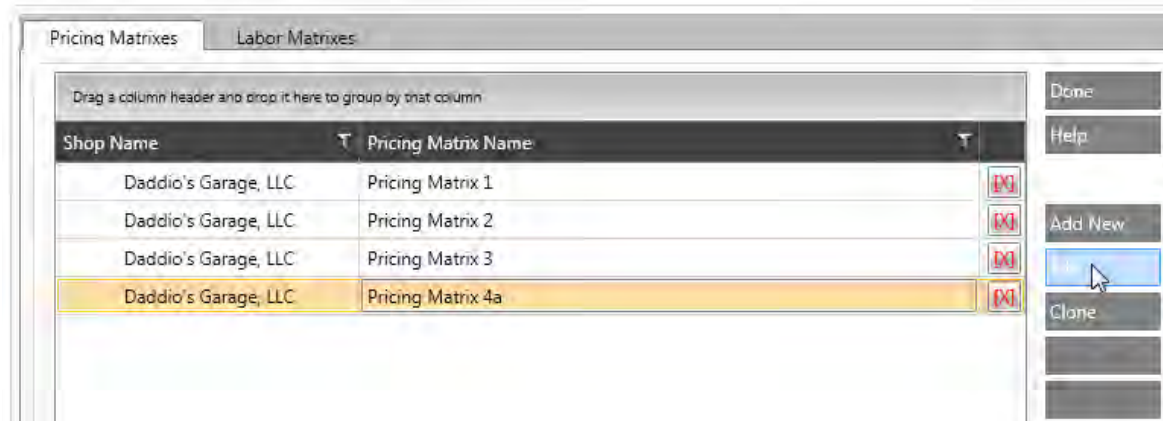 Pricing Matrixes Labor Matrixes
Drag a column header and drop it here to group by that column
Shop Name Pricing Matrix Name
Daddio's Garage, LLC Pricing Matrix 1 [X]
Daddio's Garage, LLC Pricing Matrix 2 [X]
Daddio's Garage, LLC Pricing Matrix 3 [X]
Daddio's Garage, LLC Pricing Matrix 4a [X]
Done
Help
Add New
Clone